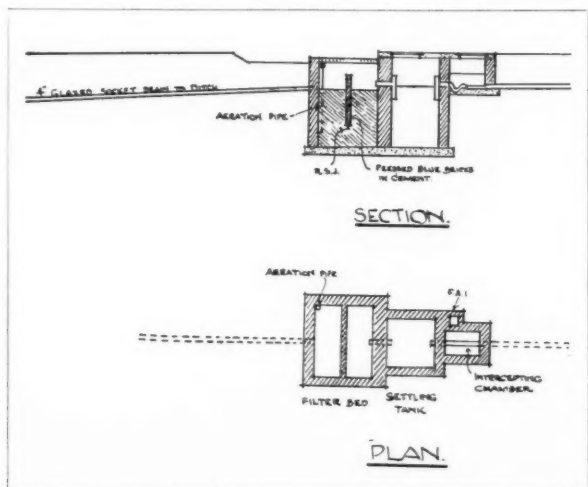 4" GLAZED SOCKET DRAIN TO DITCH
AERATION PIPE
R.S.J.
PRESSED BLUE BRICKS
IN CEMENT.
SECTION.
AERATION PIPE
F.A.I.
INTERCEPTING
CHAMBER
FILTER BED
SETTLING
TANK
PLAN.